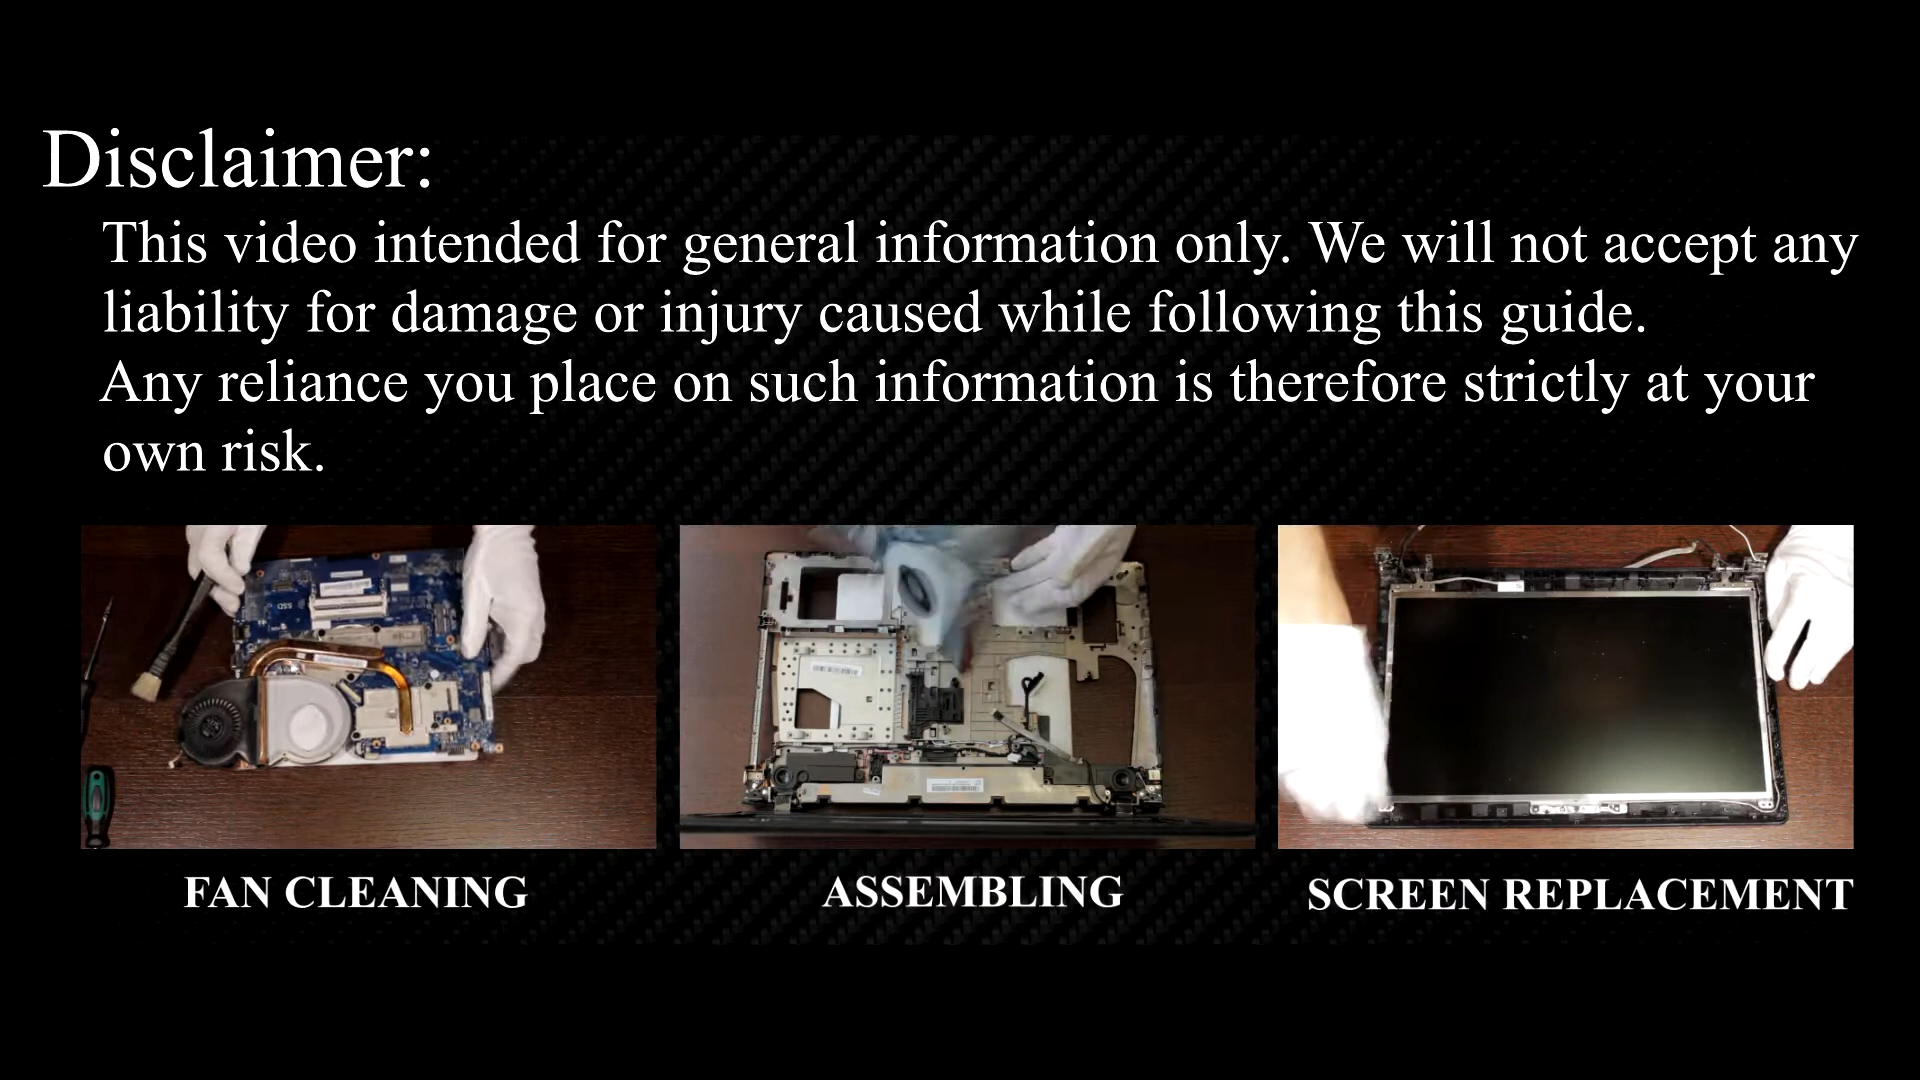 Disclaimer:
This video intended for general information only. We will not accept any
liability for damage or injury caused while following this guide.
Any reliance you place on such information is therefore strictly at your
own risk.
SSD
FAN CLEANING
ASSEMBLING
SCREEN REPLACEMENT